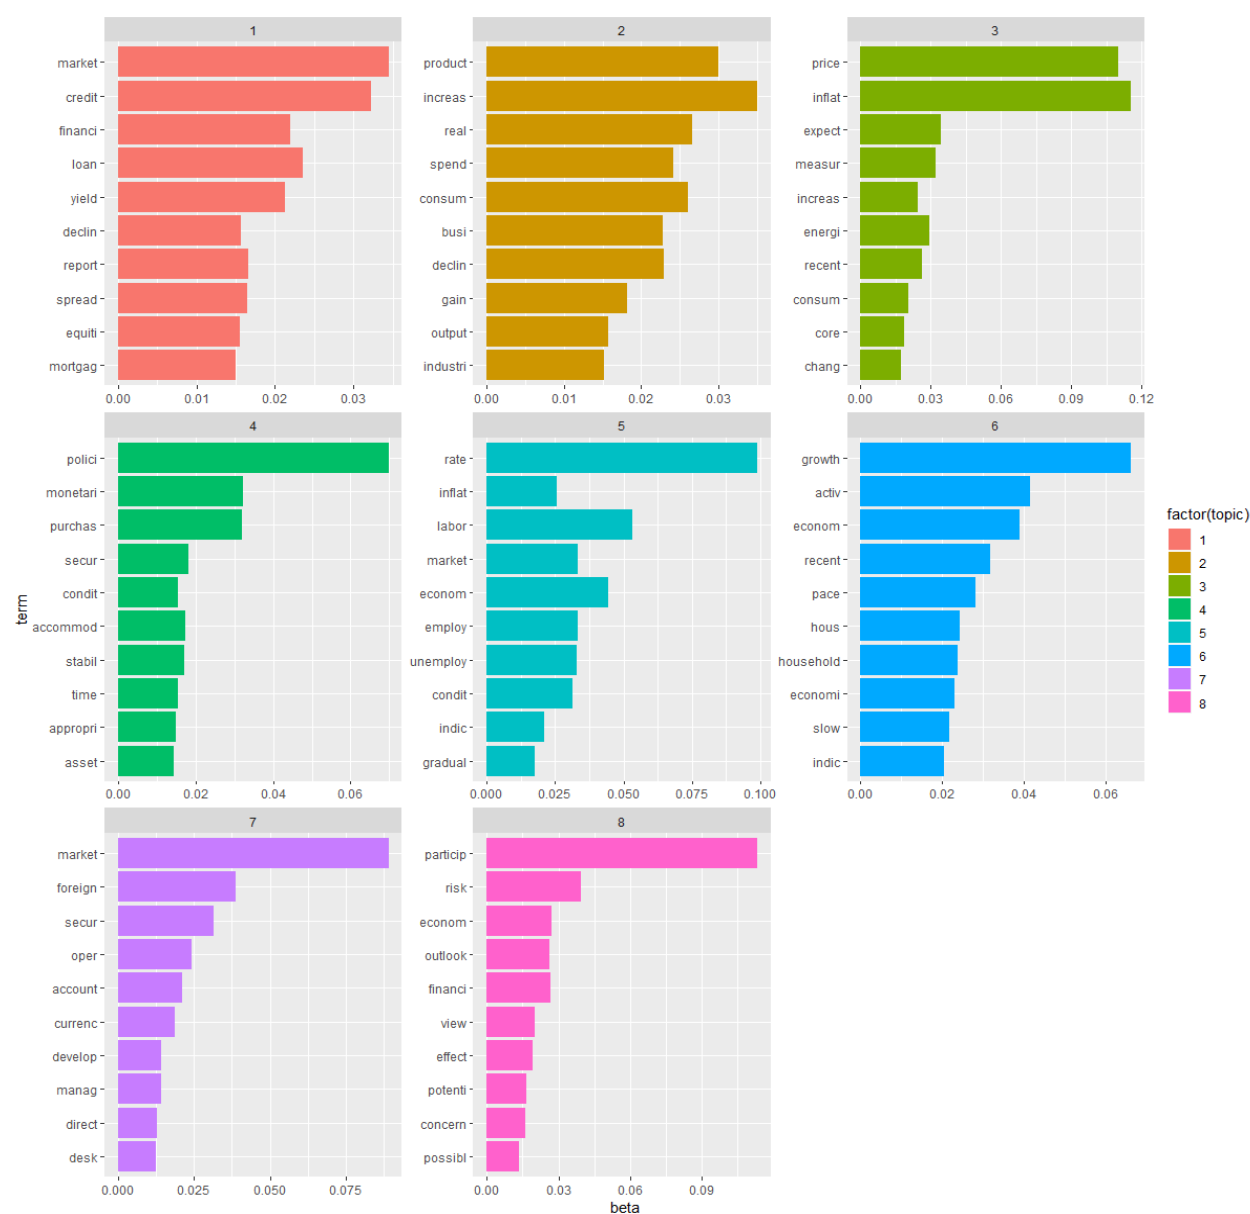 1
market
credit
financi
loan
yield
declin
report
spread
equiti
mortgag
0.00 0.01 0.02 0.03
2
product
increas
real
spend
consum
busi
declin
gain
output
industri
0.00 0.01 0.02 0.03
3
price
inflat
expect
measur
increas
energi
recent
consum
core
chang
0.00 0.03 0.06 0.09 0.12
4
polici
monetari
purchas
secur
condit
accommod
stabil
time
appropri
asset
0.00 0.02 0.04 0.06
5
rate
inflat
labor
market
econom
employ
unemploy
condit
indic
gradual
0.000 0.025 0.050 0.075 0.100
6
growth
activ
econom
recent
pace
hous
household
economi
slow
indic
0.00 0.02 0.04 0.06
7
market
foreign
secur
oper
account
currenc
develop
manag
direct
desk
0.000 0.025 0.050 0.075
8
particip
risk
econom
outlook
financi
view
effect
potenti
concern
possibl
0.00 0.03 0.06 0.09
term
beta
factor(topic)
1
2
3
4
5
6
7
8